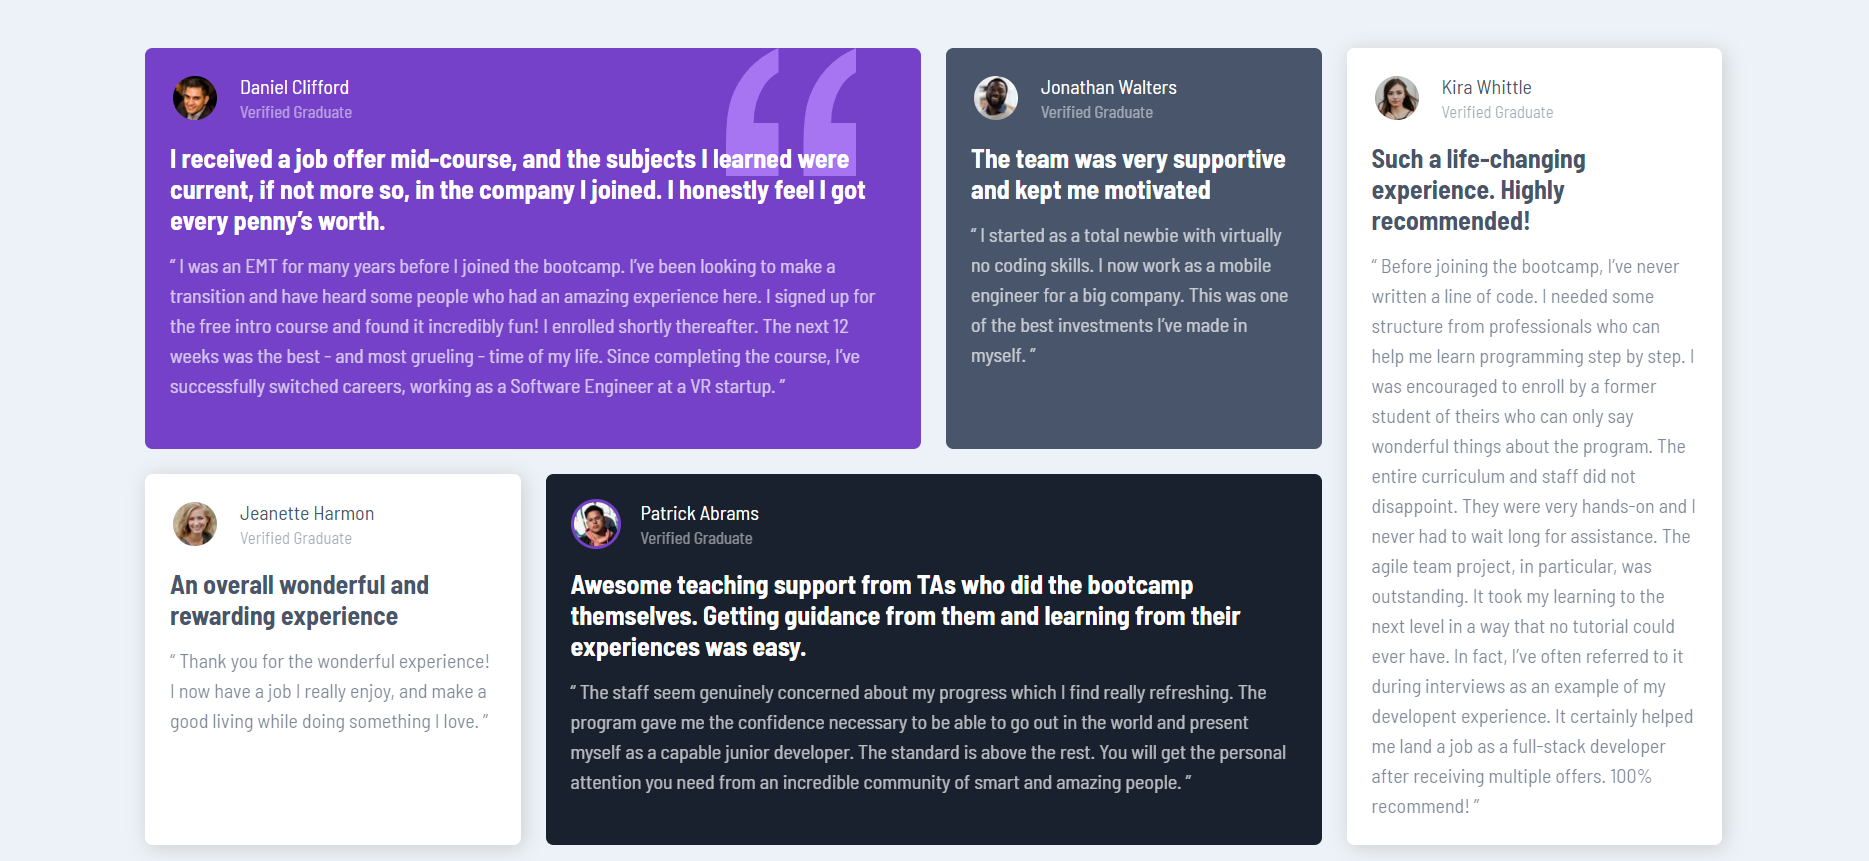 Daniel Clifford
Verified Graduate
I received a job offer mid-course, and the subjects I learned were
current, if not more so, in the company I joined. I honestly feel I got
every penny’s worth.
“ I was an EMT for many years before I joined the bootcamp. I’ve been looking to make a
transition and have heard some people who had an amazing experience here. I signed up for
the free intro course and found it incredibly fun! I enrolled shortly thereafter. The next 12
weeks was the best - and most grueling - time of my life. Since completing the course, I’ve
successfully switched careers, working as a Software Engineer at a VR startup. ”
Jonathan Walters
Verified Graduate
The team was very supportive
and kept me motivated
“ I started as a total newbie with virtually
no coding skills. I now work as a mobile
engineer for a big company. This was one
of the best investments I’ve made in
myself. ”
Kira Whittle
Verified Graduate
Such a life-changing
experience. Highly
recommended!
“ Before joining the bootcamp, I’ve never
written a line of code. I needed some
structure from professionals who can
help me learn programming step by step. I
was encouraged to enroll by a former
student of theirs who can only say
wonderful things about the program. The
entire curriculum and staff did not
disappoint. They were very hands-on and I
never had to wait long for assistance. The
agile team project, in particular, was
outstanding. It took my learning to the
next level in a way that no tutorial could
ever have. In fact, I’ve often referred to it
during interviews as an example of my
developent experience. It certainly helped
me land a job as a full-stack developer
after receiving multiple offers. 100%
recommend! ”
Jeanette Harmon
Verified Graduate
An overall wonderful and
rewarding experience
“ Thank you for the wonderful experience!
I now have a job I really enjoy, and make a
good living while doing something I love. ”
Patrick Abrams
Verified Graduate
Awesome teaching support from TAs who did the bootcamp
themselves. Getting guidance from them and learning from their
experiences was easy.
“ The staff seem genuinely concerned about my progress which I find really refreshing. The
program gave me the confidence necessary to be able to go out in the world and present
myself as a capable junior developer. The standard is above the rest. You will get the personal
attention you need from an incredible community of smart and amazing people. ”